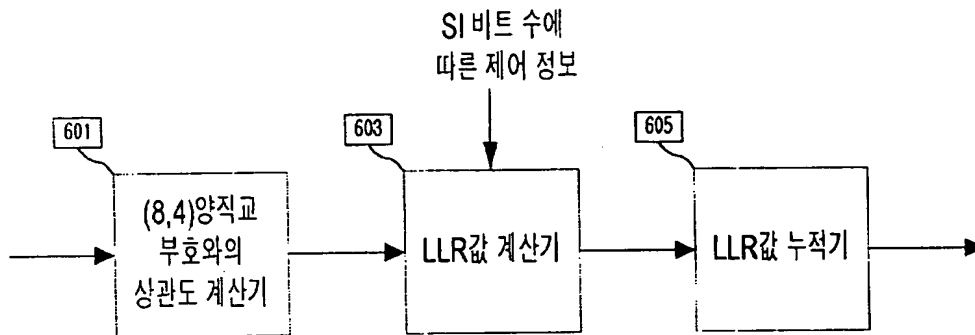 SI 비트 수에
따른 제어 정보
601
603
605
(8,4)양직교
부호와의
상관도 계산기
LLR값 계산기
LLR값 누적기